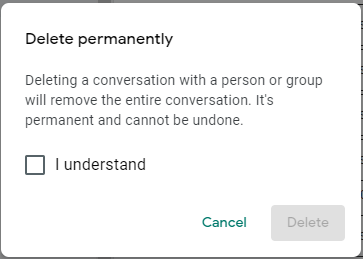 Delete permanently
Deleting a conversation with a person or group
will remove the entire conversation. It's
permanent and cannot be undone.
I understand
Cancel
Delete